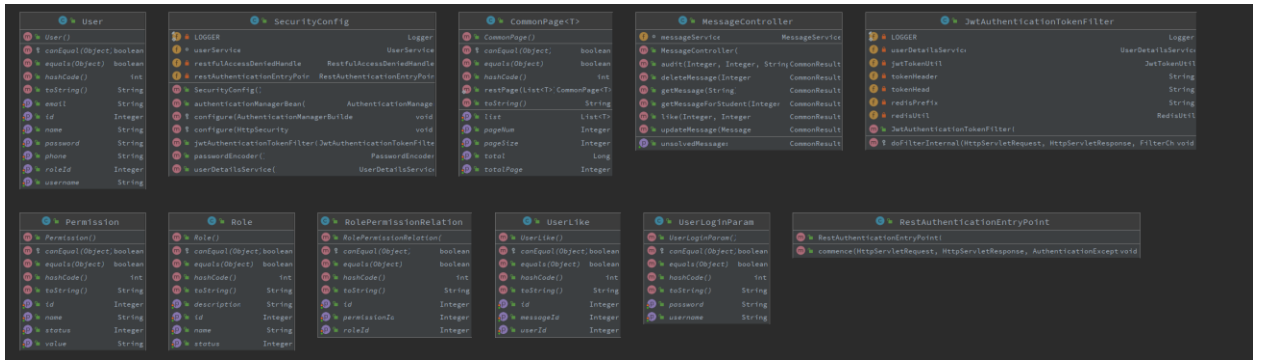 User
User()
canEqual(Object, boolean
equals(Object) boolean
hashCode() int
toString() String
email String
id Integer
name String
password String
phone String
roleId Integer
username String
SecurityConfig
LOGGER Logger
userService UserService
restfulAccessDeniedHandle RestfulAccessDeniedHandle
restAuthenticationEntryPoir RestAuthenticationEntryPoin
SecurityConfig(
authenticationManagerBean( AuthenticationManage
configure(AuthenticationManagerBuilde void
configure(HttpSecurity void
jwtAuthenticationTokenFilter( JwtAuthenticationTokenFilte
passwordEncoder( PasswordEncoder
userDetailsService( UserDetailsService
CommonPage<T>
CommonPage()
canEqual(Object, boolean
equals(Object) boolean
hashCode() int
restPage(List<T> CommonPage<T>
toString() String
list List<T>
pageNum Integer
pageSize Integer
total Long
totalPage Integer
MessageController
messageService MessageService
MessageController(
audit(Integer, Integer, String CommonResult
deleteMessage(Integer CommonResult
getMessage(String) CommonResult
getMessageForStudent(Integer CommonResult
like(Integer, Integer CommonResult
updateMessage(Message CommonResult
unsolvedMessages CommonResult
JwtAuthenticationTokenFilter
LOGGER Logger
userDetailsService UserDetailsService
jwtTokenUtil JwtTokenUtil
tokenHeader String
tokenHead String
redisPrefix String
redisUtil RedisUtil
JwtAuthenticationTokenFilter(
doFilterInternal(HttpServletRequest, HttpServletResponse, FilterCh void
Permission
Permission()
canEqual(Object, boolean
equals(Object) boolean
hashCode() int
toString() String
id Integer
name String
status Integer
value String
Role
Role()
canEqual(Object, boolean
equals(Object) boolean
hashCode() int
toString() String
description String
id Integer
name String
status Integer
RolePermissionRelation
RolePermissionRelation(
canEqual(Object, boolean
equals(Object) boolean
hashCode() int
toString() String
id Integer
permissionId Integer
roleId Integer
UserLike
UserLike()
canEqual(Object, boolean
equals(Object) boolean
hashCode() int
toString() String
id Integer
messageId Integer
userId Integer
UserLoginParam
UserLoginParam(
canEqual(Object, boolean
equals(Object) boolean
hashCode() int
toString() String
password String
username String
RestAuthenticationEntryPoint
RestAuthenticationEntryPoint(
commence(HttpServletRequest, HttpServletResponse, AuthenticationExcept void